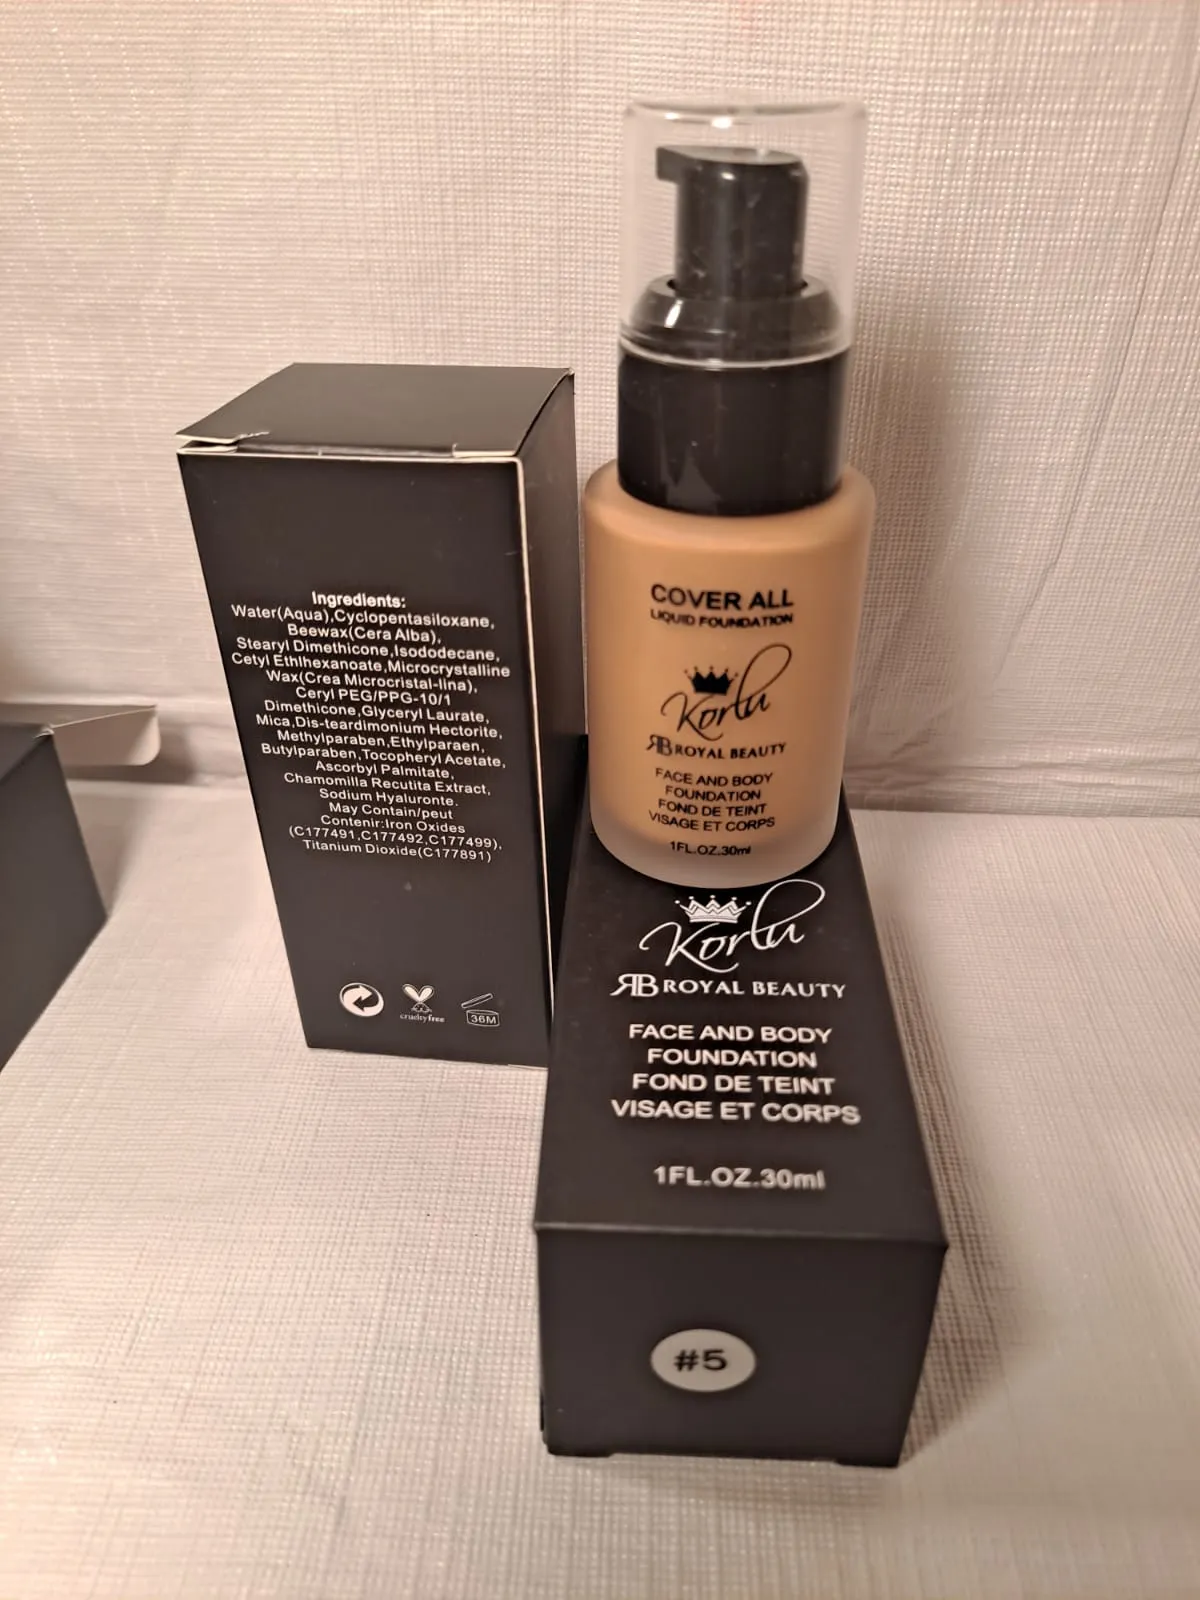 Ingredients:
Water(Aqua),Cyclopentasiloxane,
Beewax(Cera Alba),
Stearyl Dimethicone,Isododecane,
Cetyl Ethlhexanoate,Microcrystalline
Wax(Crea Microcristal-lina),
Ceryl PEG/PPG-10/1
Dimethicone,Glyceryl Laurate,
Mica,Dis-teardimonium Hectorite,
Methylparaben,Ethylparaen,
Butylparaben,Tocopheryl Acetate,
Ascorbyl Palmitate,
Chamomilla Recutita Extract,
Sodium Hyaluronte.
May Contain/peut
Contenir:Iron Oxides
(C177491,C177492,C177499),
Titanium Dioxide(C177891)
cruelty free
36M
COVER ALL
LIQUID FOUNDATION
Korlu
RB ROYAL BEAUTY
FACE AND BODY
FOUNDATION
FOND DE TEINT
VISAGE ET CORPS
1FL.OZ.30ml
Korlu
RB ROYAL BEAUTY
FACE AND BODY
FOUNDATION
FOND DE TEINT
VISAGE ET CORPS
1FL.OZ.30ml
#5